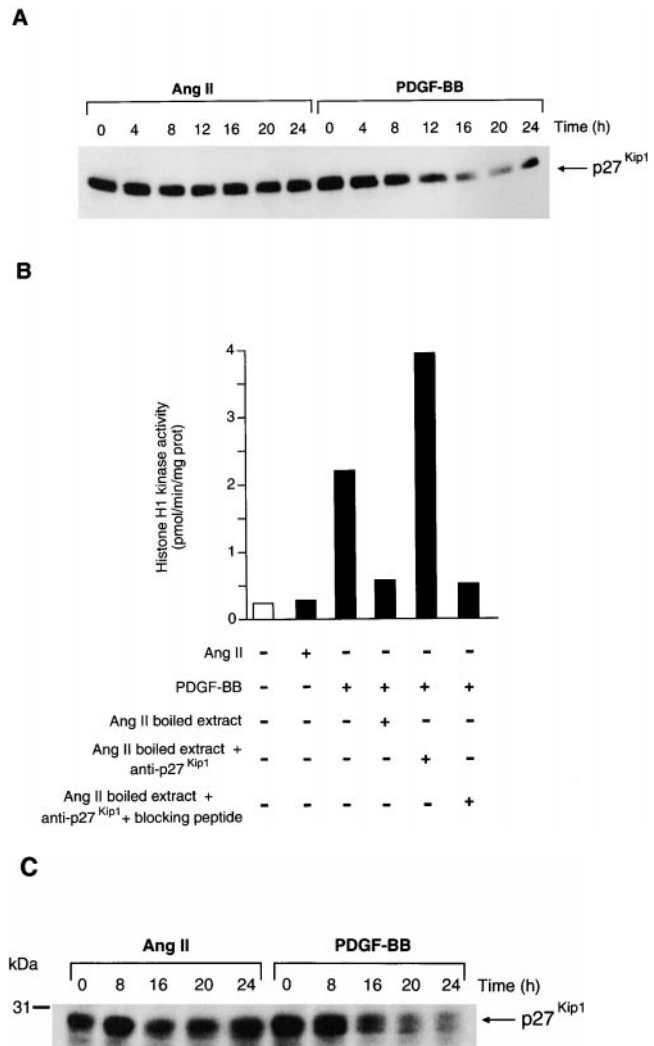 A
Ang II PDGF-BB
0 4 8 12 16 20 24 0 4 8 12 16 20 24 Time (h)
p27Kip1
B
Histone H1 kinase activity
(pmol/min/mg prot)
4
3
2
1
0
Ang II - + - - - -
PDGF-BB - - + + + +
Ang II boiled extract - - - + - -
Ang II boiled extract +
anti-p27Kip1 - - - - + -
Ang II boiled extract +
anti-p27Kip1 + blocking peptide - - - - - +
C
Ang II PDGF-BB
kDa
0 8 16 20 24 0 8 16 20 24 Time (h)
31
p27Kip1